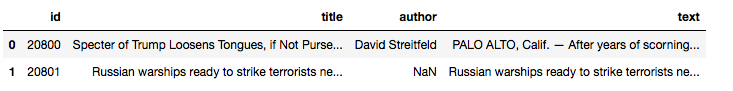 id title author text
0 20800 Specter of Trump Loosens Tongues, if Not Purse... David Streitfeld PALO ALTO, Calif. — After years of scorning...
1 20801 Russian warships ready to strike terrorists ne... NaN Russian warships ready to strike terrorists ne...